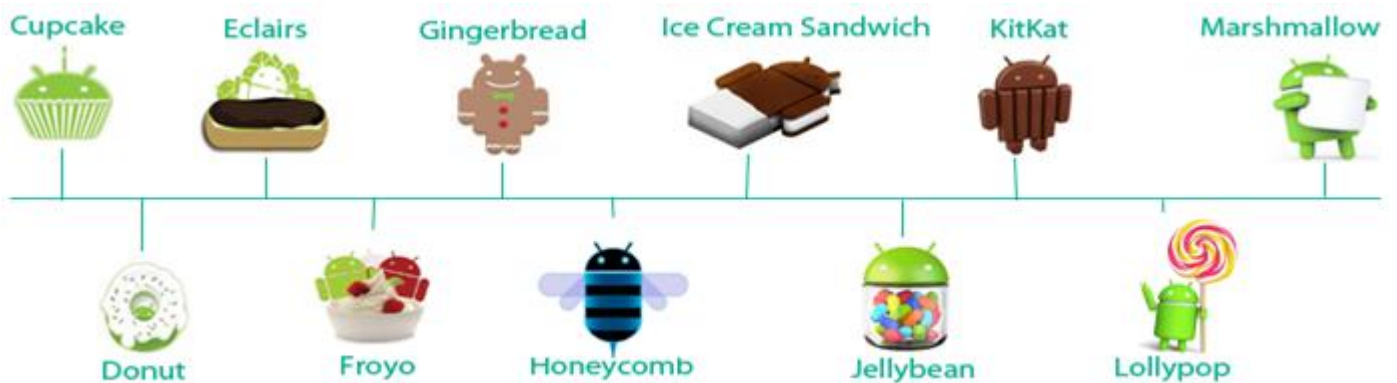 Cupcake
Eclairs
Gingerbread
Ice Cream Sandwich
KitKat
Marshmallow
Donut
Froyo
Honeycomb
Jellybean
Lollypop